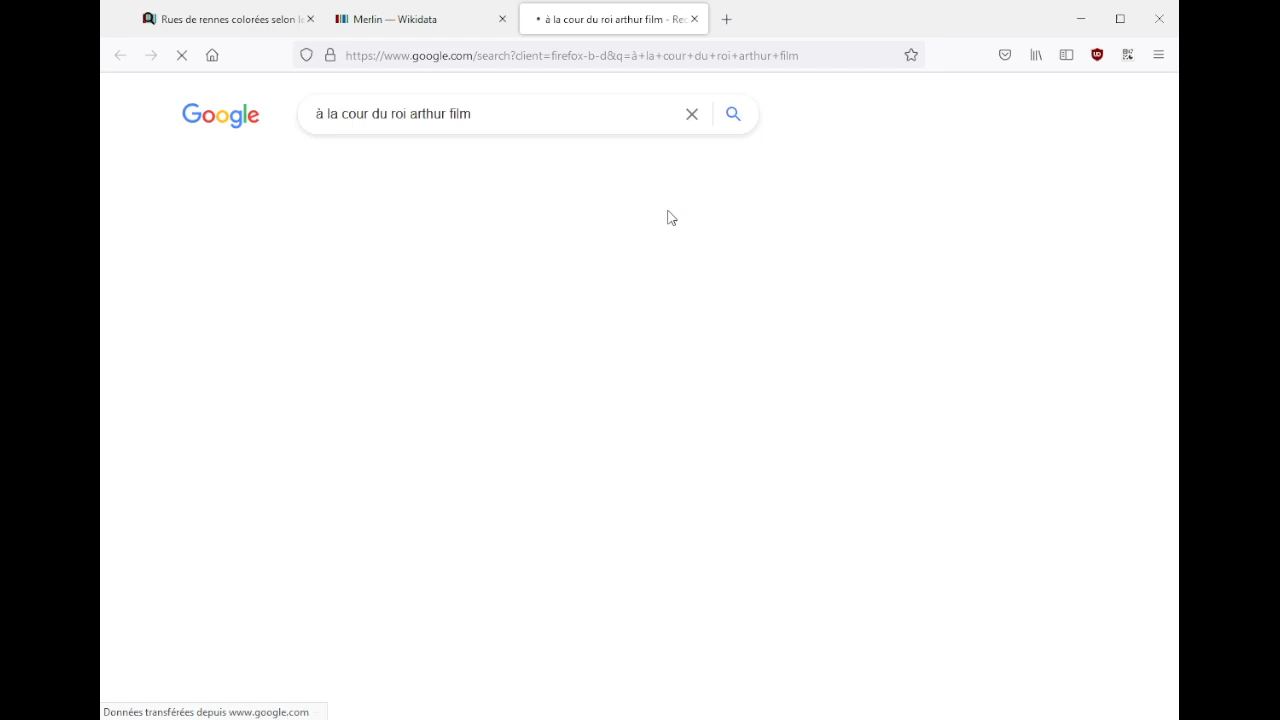 Rues de rennes colorées selon le
Merlin — Wikidata
à la cour du roi arthur film - Rec
https://www.google.com/search?client=firefox-b-d&q=à+la+cour+du+roi+arthur+film
Google
à la cour du roi arthur film
Données transférées depuis www.google.com